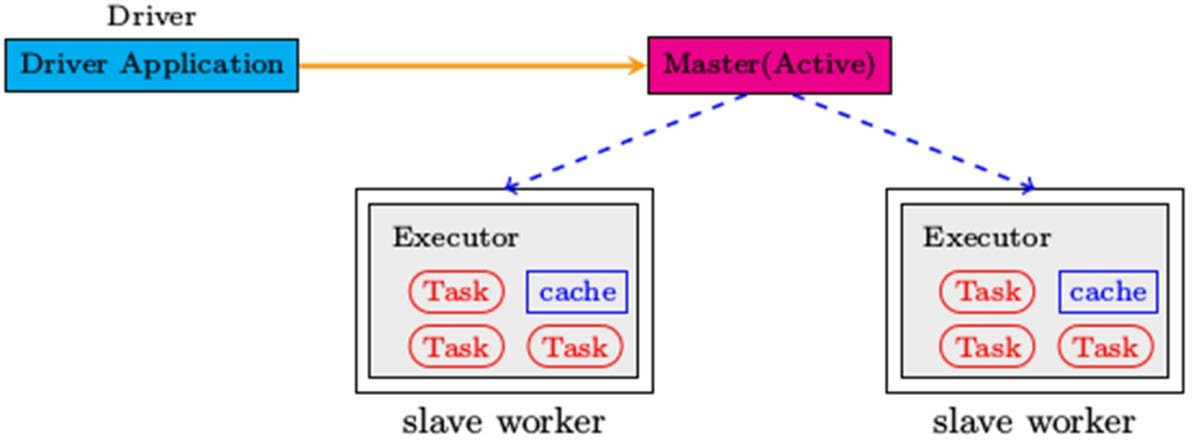 Driver
Driver Application
Master(Active)
Executor
Task cache
Task Task
slave worker
Executor
Task cache
Task Task
slave worker